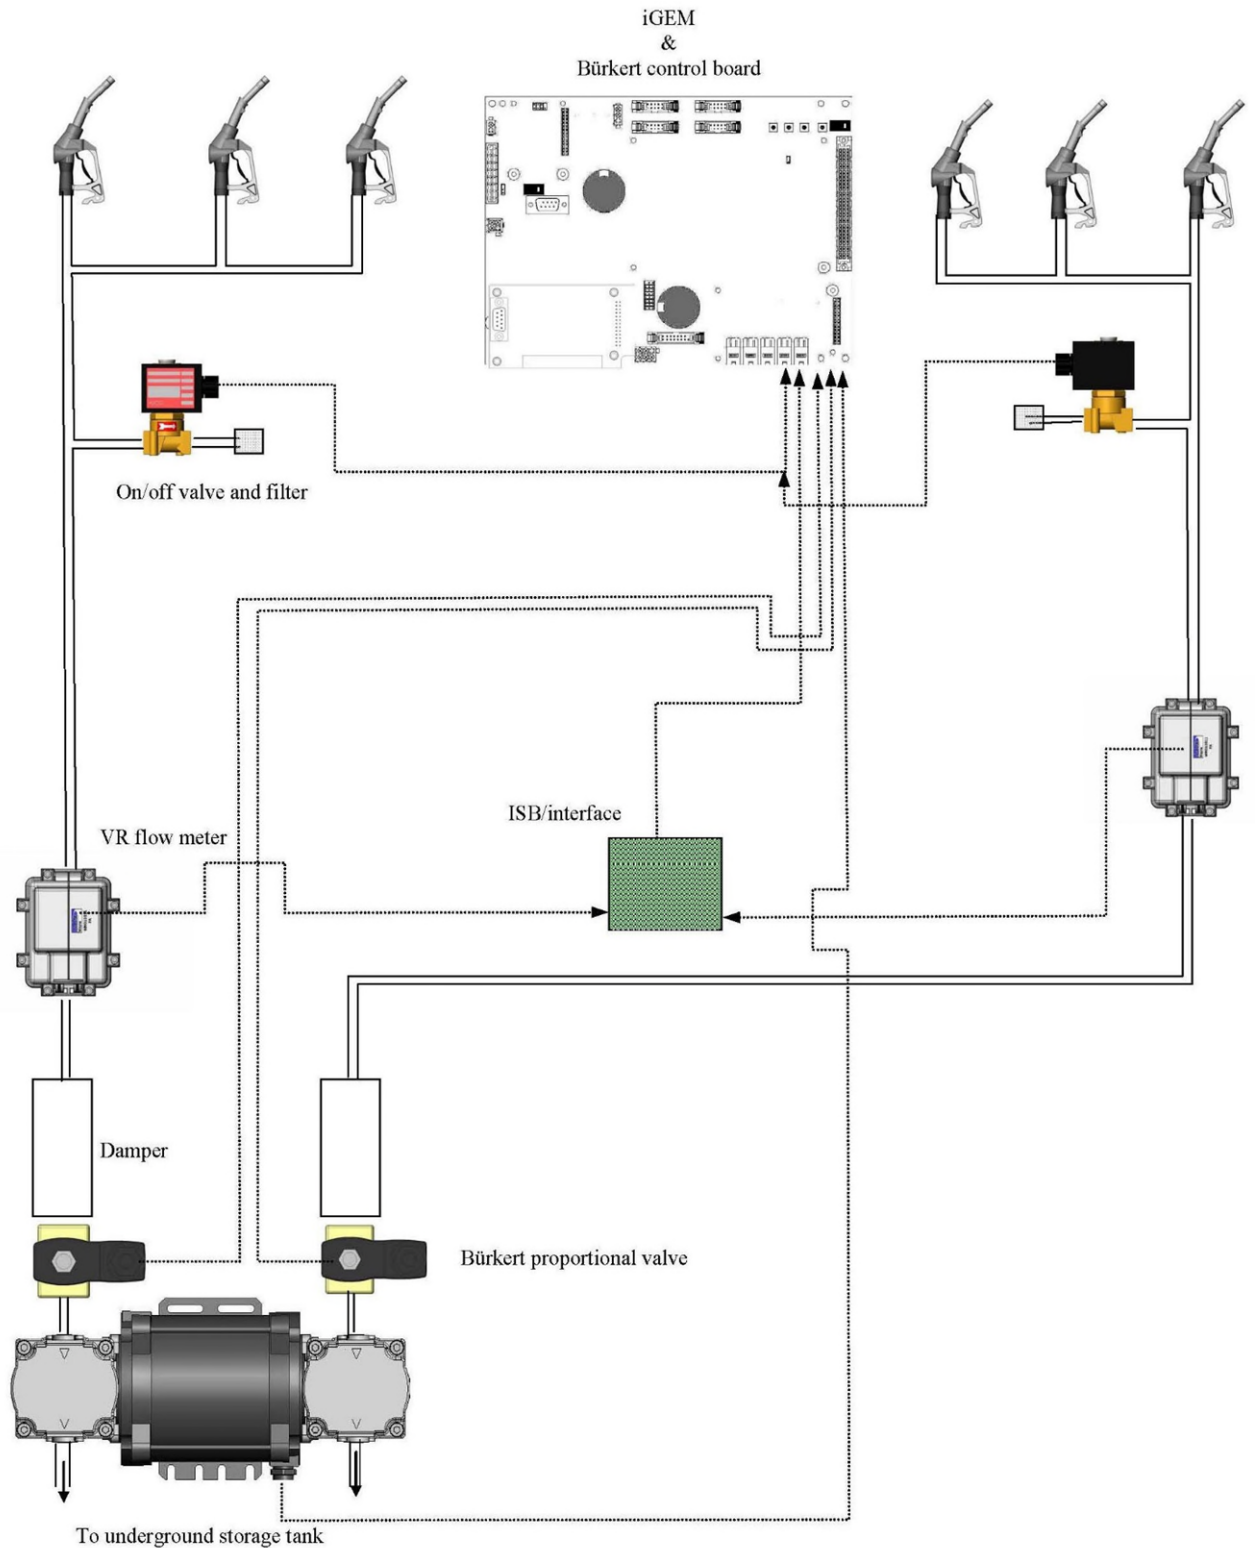 iGEM
&
Bürkert control board
On/off valve and filter
ISB/interface
VR flow meter
Damper
Bürkert proportional valve
To underground storage tank